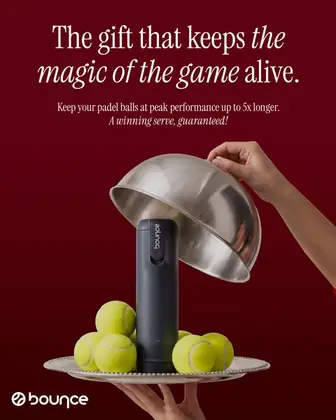 The gift that keeps the
magic of the game alive.
Keep your padel balls at peak performance up to 5x longer.
A winning serve, guaranteed!
bounce
bounce